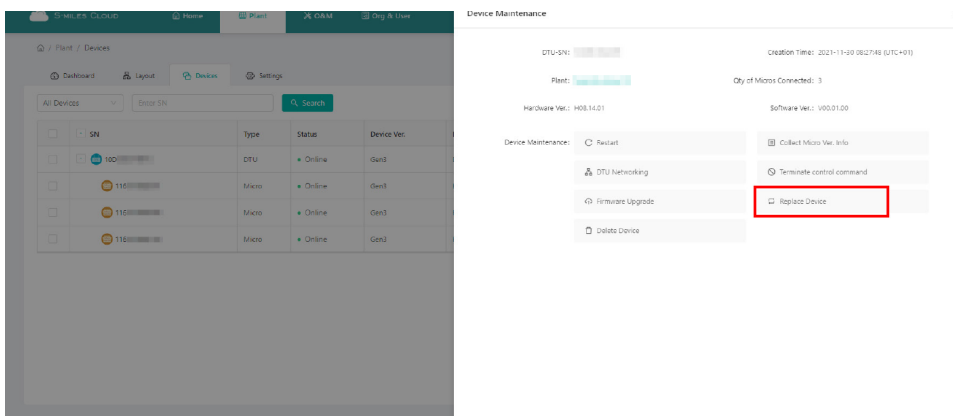 S-MILES CLOUD
Home
Plant
O&M
Org & User
/ Plant / Devices
Dashboard
Layout
Devices
Settings
All Devices
Enter SN
Search
SN
Type
Status
Device Ver.
10D
DTU
Online
Gen3
116
Micro
Online
Gen3
116
Micro
Online
Gen3
116
Micro
Online
Gen3
Device Maintenance
DTU-SN:
Creation Time: 2021-11-30 08:27:48 (UTC+01)
Plant:
Qty of Micros Connected: 3
Hardware Ver.: H08.14.01
Software Ver.: V00.01.00
Device Maintenance:
Restart
Collect Micro Ver. Info
DTU Networking
Terminate control command
Firmware Upgrade
Replace Device
Delete Device